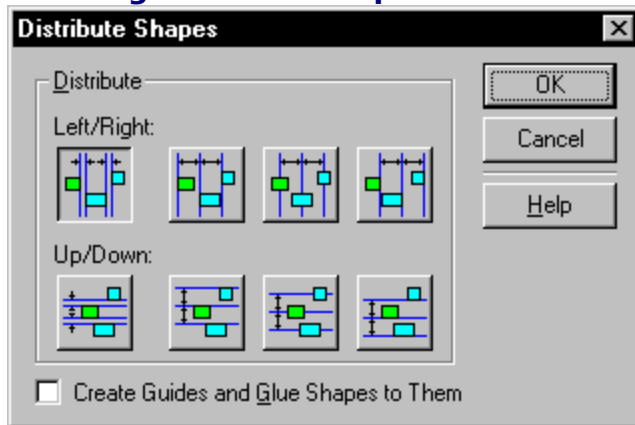 Distribute Shapes
Distribute
OK
Left/Right:
Cancel
Help
Up/Down:
Create Guides and Glue Shapes to Them